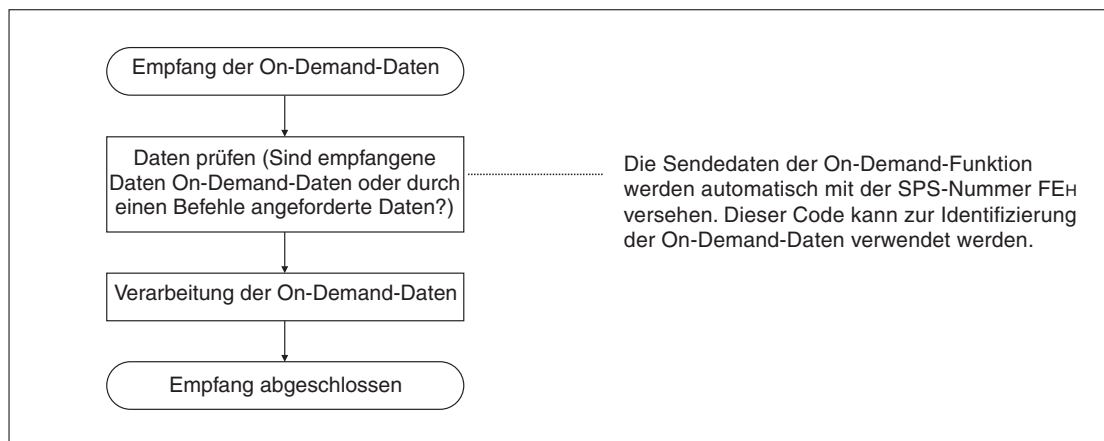 Empfang der On-Demand-Daten
Daten prüfen (Sind empfangene
Daten On-Demand-Daten oder durch
einen Befehle angeforderte Daten?)
Die Sendedaten der On-Demand-Funktion
werden automatisch mit der SPS-Nummer FEH
versehen. Dieser Code kann zur Identifizierung
der On-Demand-Daten verwendet werden.
Verarbeitung der On-Demand-Daten
Empfang abgeschlossen